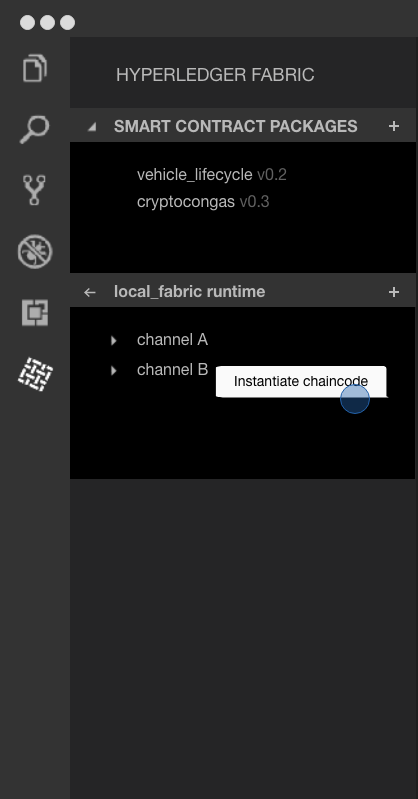 HYPERLEDGER FABRIC
SMART CONTRACT PACKAGES
vehicle_lifecycle v0.2
cryptocongas v0.3
local_fabric runtime
channel A
channel B
Instantiate chaincode